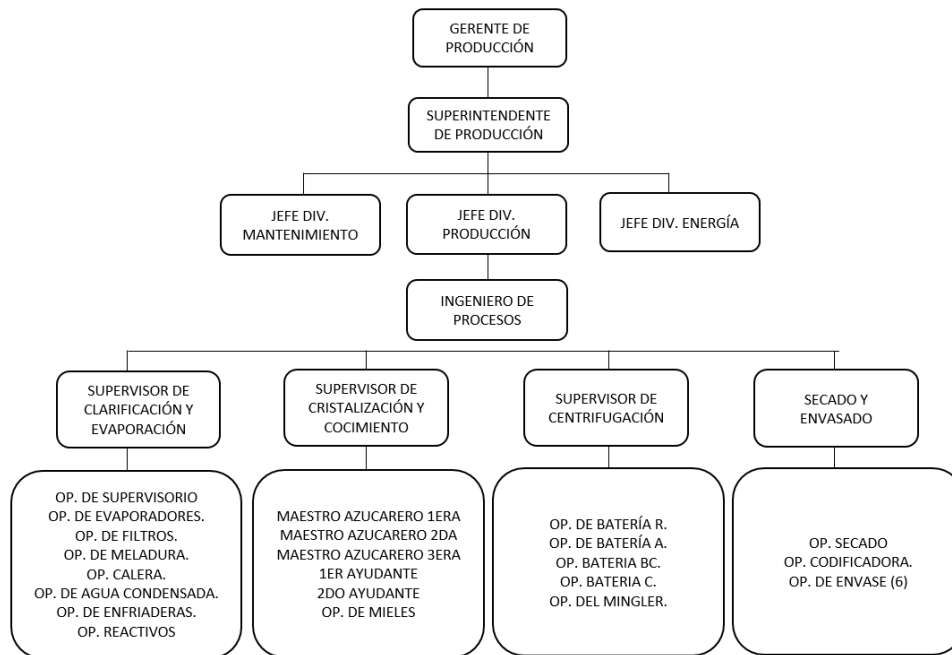 GERENTE DE
PRODUCCIÓN
SUPERINTENDENTE
DE PRODUCCIÓN
JEFE DIV.
MANTENIMIENTO
JEFE DIV.
PRODUCCIÓN
JEFE DIV. ENERGÍA
INGENIERO DE
PROCESOS
SUPERVISOR DE
CLARIFICACIÓN Y
EVAPORACIÓN
SUPERVISOR DE
CRISTALIZACIÓN Y
COCIMIENTO
SUPERVISOR DE
CENTRIFUGACIÓN
SECADO Y
ENVASADO
OP. DE SUPERVISORIO
OP. DE EVAPORADORES.
OP. DE FILTROS.
OP. DE MELADURA.
OP. CALERA.
OP. DE AGUA CONDENSADA.
OP. DE ENFRIADERAS.
OP. REACTIVOS
MAESTRO AZUCARERO 1ERA
MAESTRO AZUCARERO 2DA
MAESTRO AZUCARERO 3ERA
1ER AYUDANTE
2DO AYUDANTE
OP. DE MIELES
OP. DE BATERÍA R.
OP. DE BATERÍA A.
OP. BATERIA BC.
OP. BATERIA C.
OP. DEL MINGLER.
OP. SECADO
OP. CODIFICADORA.
OP. DE ENVASE (6)